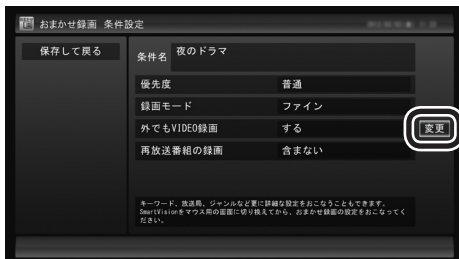 おまかせ録画 条件設定
保存して戻る
条件名 夜のドラマ
優先度 普通
録画モード ファイン
外でもVIDEO録画 する
変更
再放送番組の録画 含まない
キーワード、放送局、ジャンルなど更に詳細な設定をおこなうこともできます。
SmartVisionをマウス用の画面に切り換えてから、おまかせ録画の設定をおこなってく
ださい。